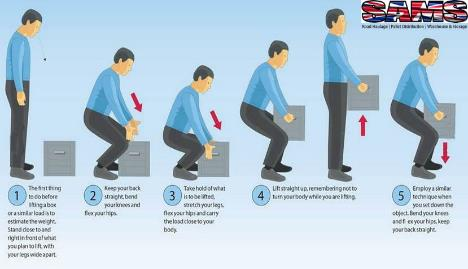 SAMS
Road Haulage | Pallet Distribution | Warehouse & Storage
1
The first thing
to do before
lifting a box
or a similar load is to
estimate the weight.
Stand close to and
right in front of what
you plan to lift, with
your legs wide apart.
2
Keep your back
straight, bend
your knees and
flex your hips.
3
Take hold of what
is to be lifted,
stretch your legs,
flex your hips and carry
the load close to your
body.
4
Lift straight up, remembering not to
turn your body while you are lifting.
5
Employ a similar
technique when
you set down the
object. Bend your knees
and fl ex your hips, keep
your back straight.